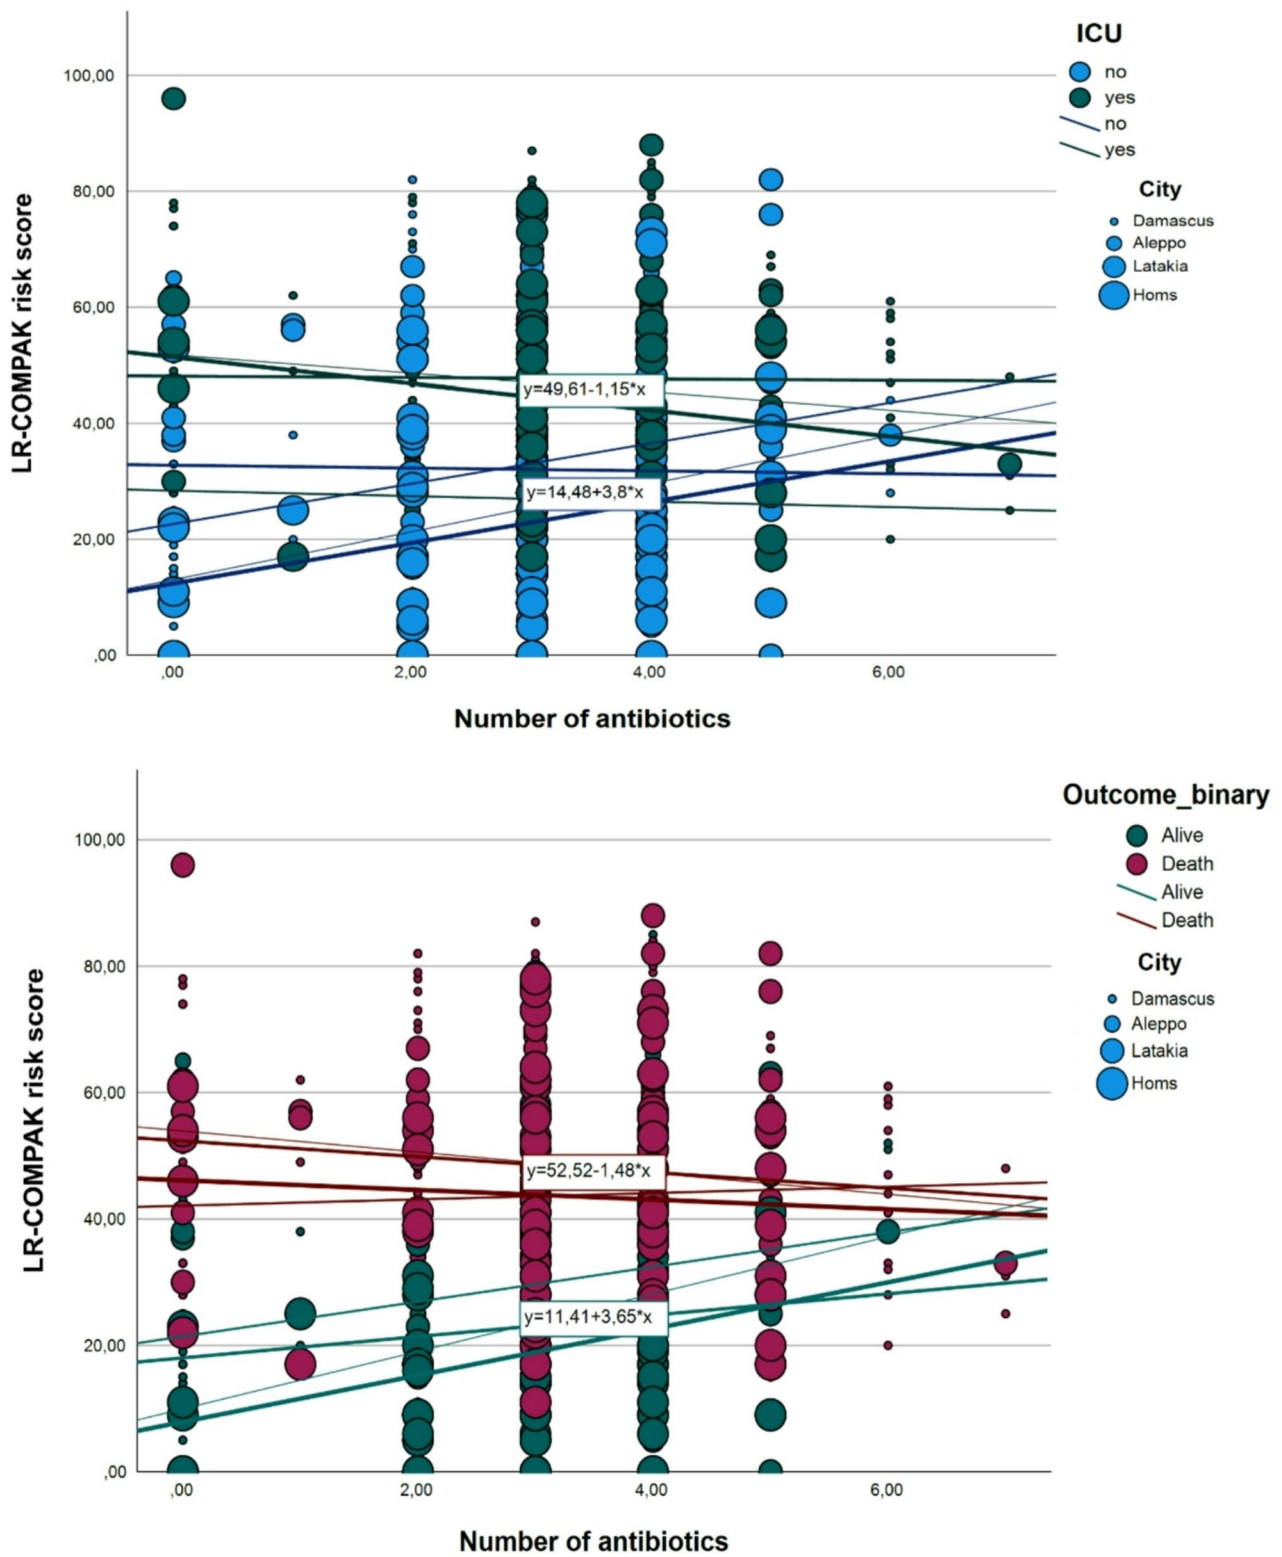 ICU
no
yes
no
yes
City
Damascus
Aleppo
Latakia
Homs
LR-COMPAK risk score
100,00
80,00
60,00
40,00
20,00
,00
y=49,61-1,15*x
y=14,48+3,8*x
,00
2,00
4,00
6,00
Number of antibiotics
Outcome_binary
Alive
Death
Alive
Death
City
Damascus
Aleppo
Latakia
Homs
LR-COMPAK risk score
100,00
80,00
60,00
40,00
20,00
,00
y=52,52-1,48*x
y=11,41+3,65*x
,00
2,00
4,00
6,00
Number of antibiotics